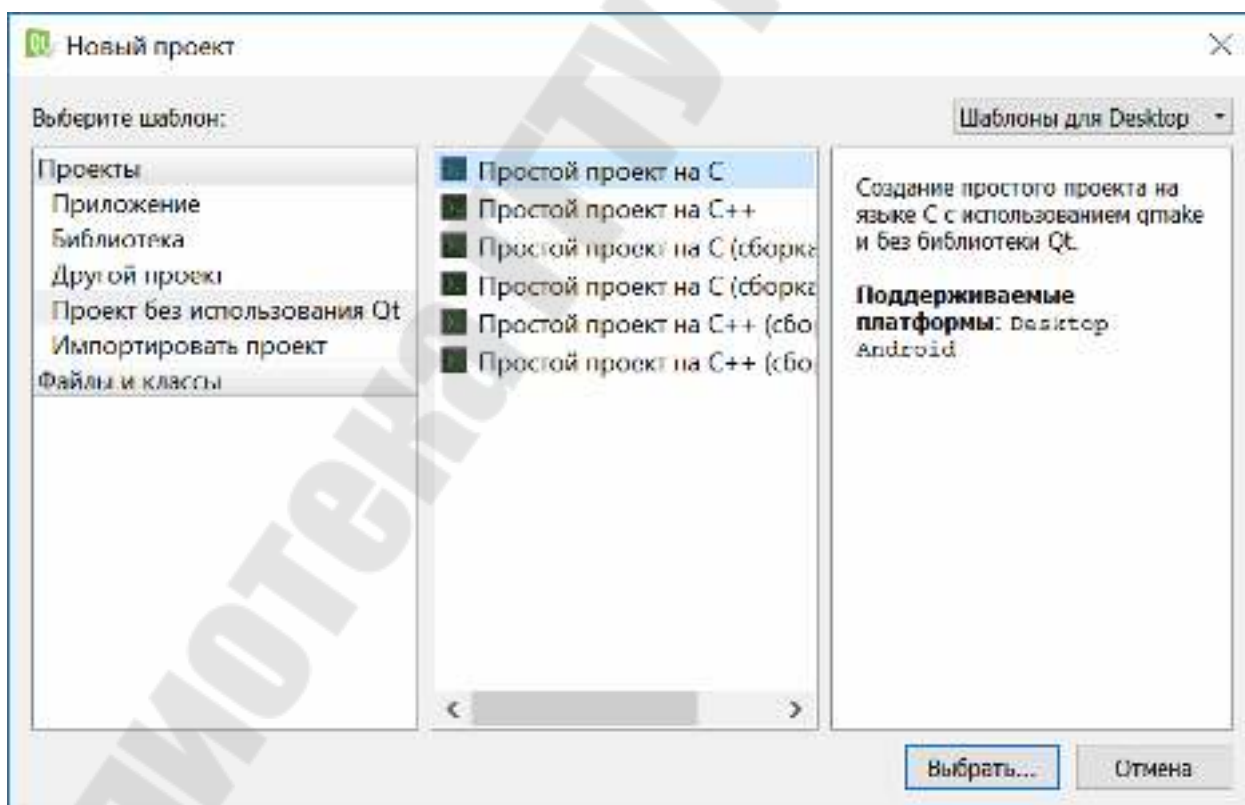 Новый проект
Выберите шаблон:
Шаблоны для Desktop
Проекты
Приложение
Библиотека
Другой проект
Проект без использования Qt
Импортировать проект
Файлы и классы
Простой проект на C
Простой проект на C++
Простой проект на C (сборка
Простой проект на C (сборка
Простой проект на C++ (сбо
Простой проект на C++ (сбо
Создание простого проекта на
языке C с использованием qmake
и без библиотеки Qt.
Поддерживаемые
платформы: Desktop
Android
Выбрать...
Отмена